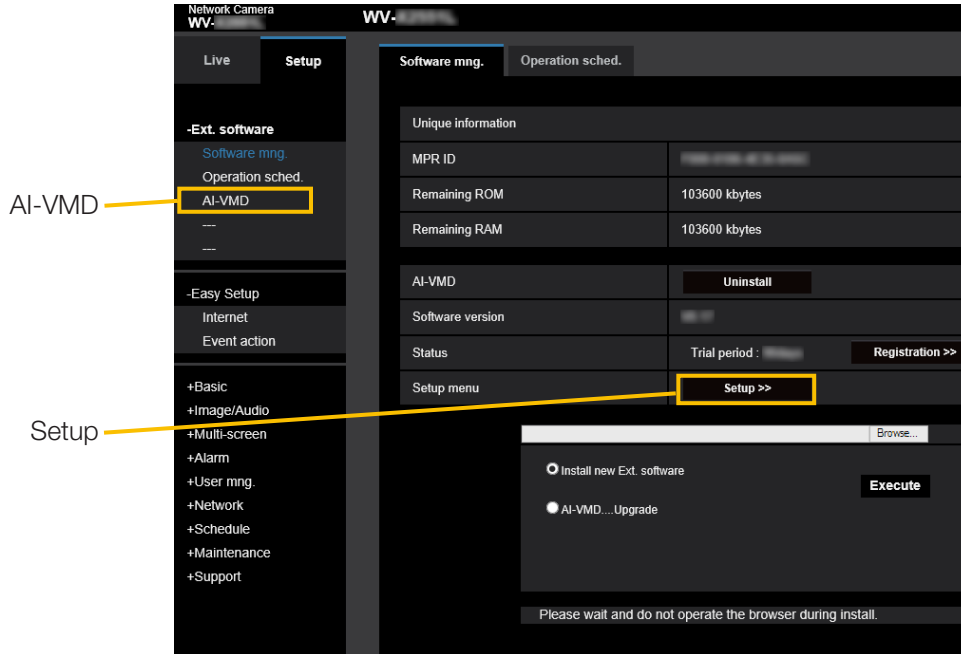 Network Camera
WV-
WV-
Live
Setup
Software mng.
Operation sched.
-Ext. software
Software mng.
Operation sched.
AI-VMD
---
---
-Easy Setup
Internet
Event action
+Basic
+Image/Audio
+Multi-screen
+Alarm
+User mng.
+Network
+Schedule
+Maintenance
+Support
Unique information
MPR ID
Remaining ROM 103600 kbytes
Remaining RAM 103600 kbytes
AI-VMD Uninstall
Software version
Status Trial period : Registration >>
Setup menu Setup >>
Browse...
Install new Ext. software
Execute
AI-VMD....Upgrade
Please wait and do not operate the browser during install.
AI-VMD
Setup